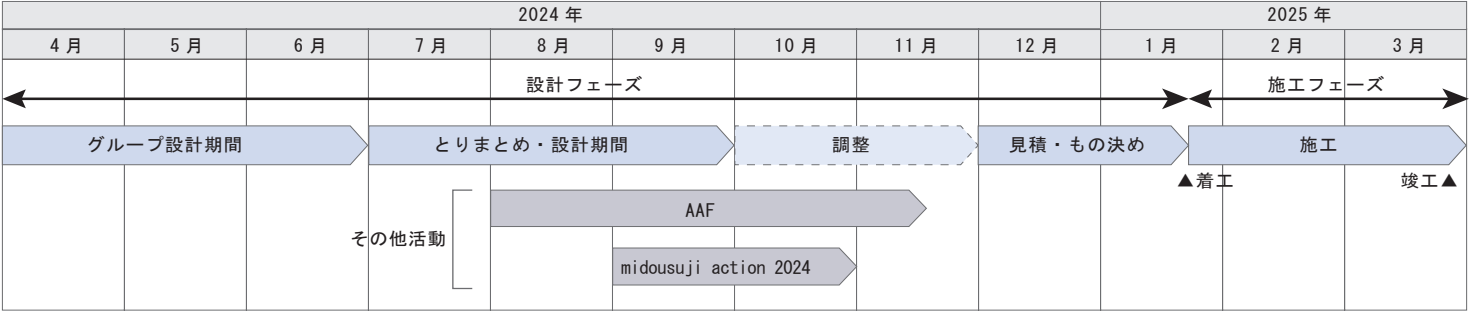 2024 年
2025 年
4 月
5 月
6 月
7 月
8 月
9 月
10 月
11 月
12 月
1 月
2 月
3 月
設計フェーズ
施工フェーズ
グループ設計期間
とりまとめ・設計期間
調整
見積・もの決め
施工
▲着工
竣工▲
その他活動
AAF
midousuji action 2024